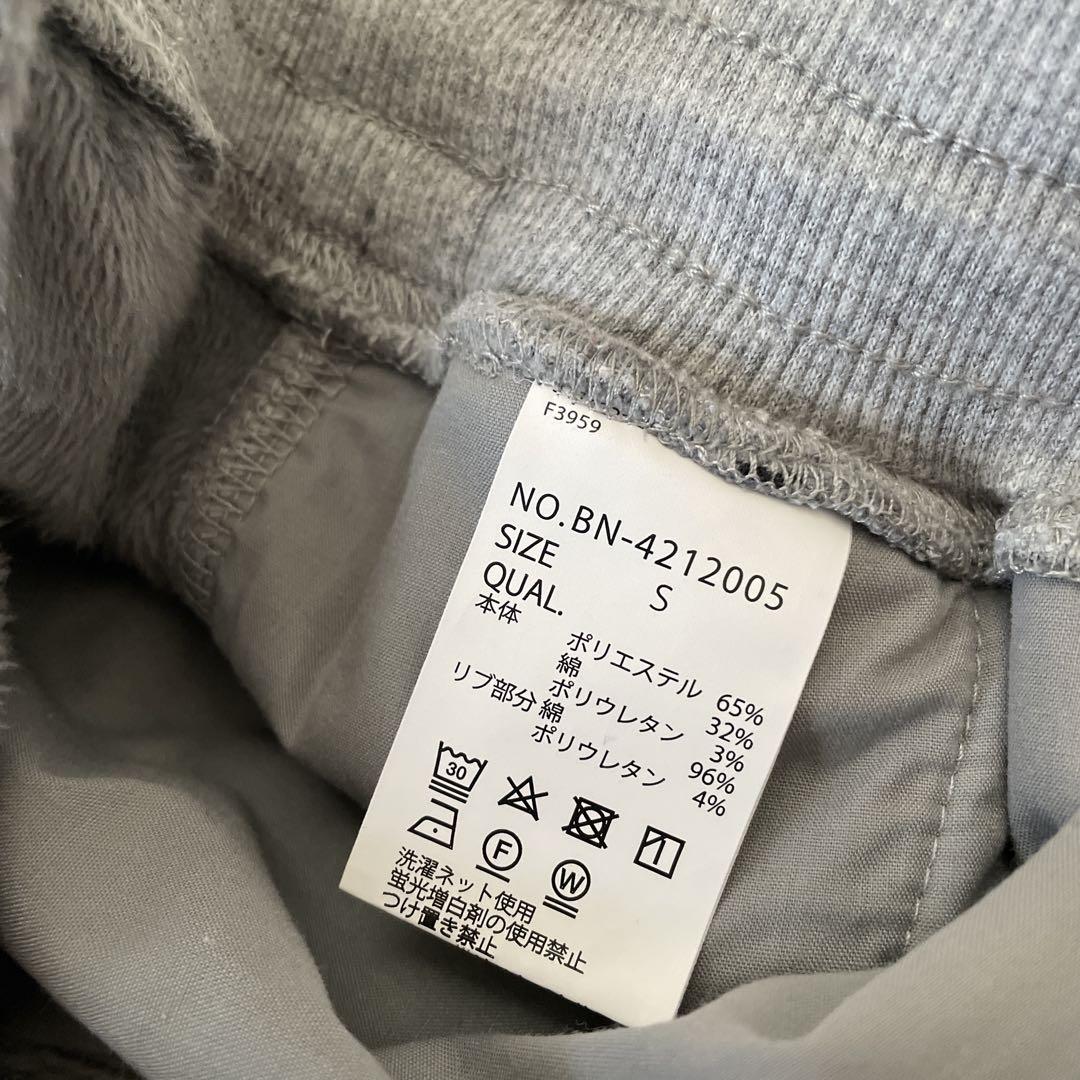 F3959
NO.BN-4212005
SIZE S
QUAL.
本体
ポリエステル 65%
綿 32%
ポリウレタン 3%
リブ部分 綿 96%
ポリウレタン 4%
30
F
W
洗濯ネット使用
蛍光増白剤の使用禁止
つけ置き禁止